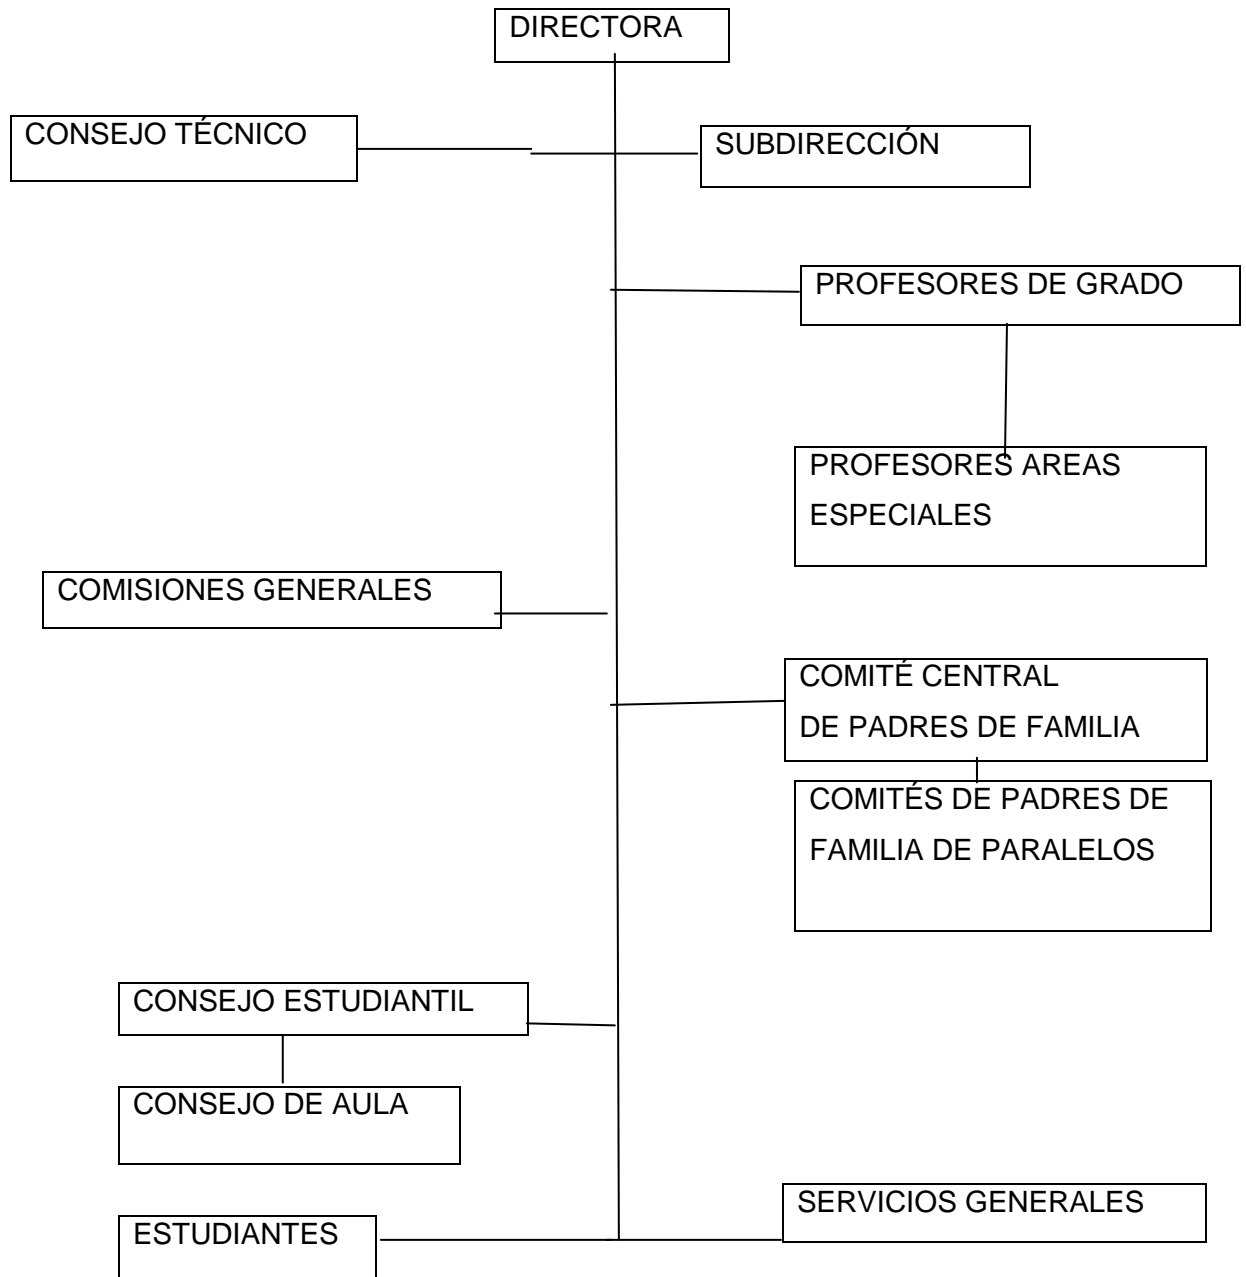 DIRECTORA
CONSEJO TÉCNICO
SUBDIRECCIÓN
PROFESORES DE GRADO
PROFESORES AREAS
ESPECIALES
COMISIONES GENERALES
COMITÉ CENTRAL
DE PADRES DE FAMILIA
COMITÉS DE PADRES DE
FAMILIA DE PARALELOS
CONSEJO ESTUDIANTIL
CONSEJO DE AULA
SERVICIOS GENERALES
ESTUDIANTES